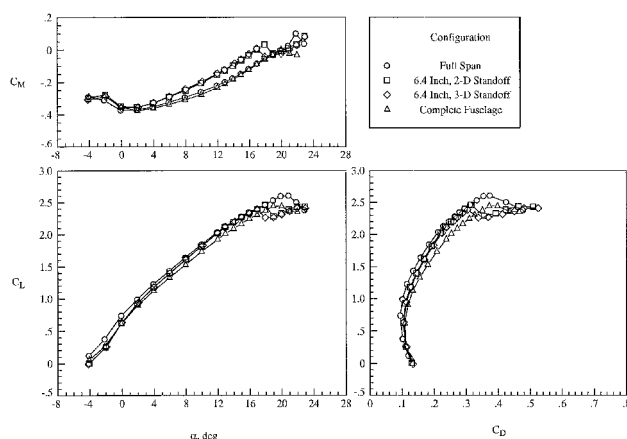 .2
0
-.2
-.4
-.6
C_M
-8 -4 0 4 8 12 16 20 24 28
Configuration
Full Span
6.4 Inch, 2-D Standoff
6.4 Inch, 3-D Standoff
Complete Fuselage
3.0
2.5
2.0
1.5
1.0
.5
0
-.5
C_L
-8 -4 0 4 8 12 16 20 24 28
α, deg
3.0
2.5
2.0
1.5
1.0
.5
0
-.5
0 .1 .2 .3 .4 .5 .6 .7 .8
C_D